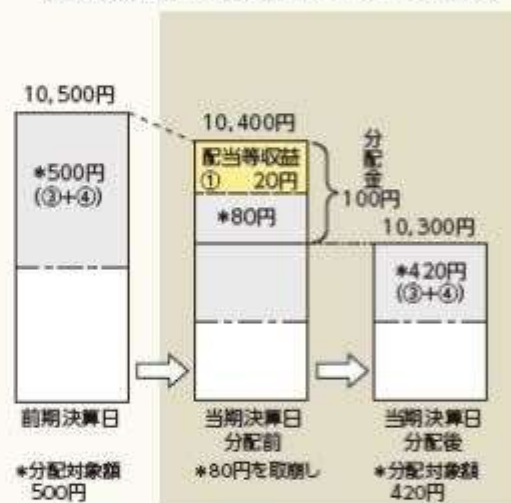 10,500円
*500円
(③+④)
前期決算日
*分配対象額
500円
10,400円
配当等収益
① 20円
*80円
分配金
100円
当期決算日
分配前
*80円を取崩し
10,300円
*420円
(③+④)
当期決算日
分配後
*分配対象額
420円